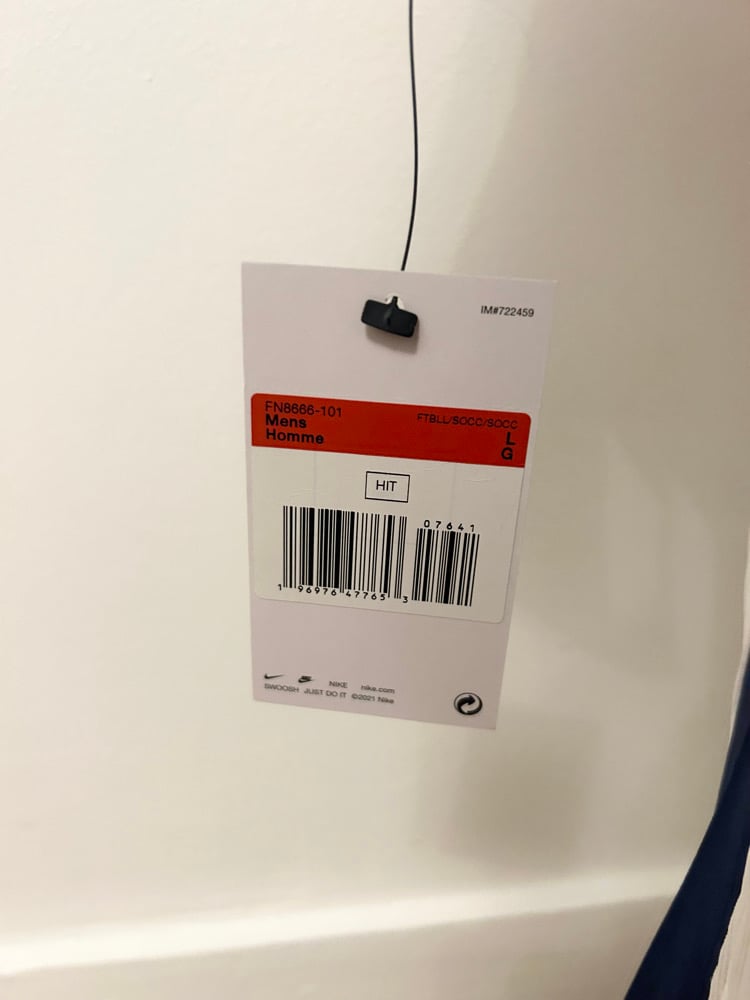 IM#722459
FN8666-101 FTBLL/SOCC/SOCC
Mens L
Homme G
HIT
07641
1 96976 47765 3
NIKE nike.com
SWOOSH JUST DO IT ©2021 Nike